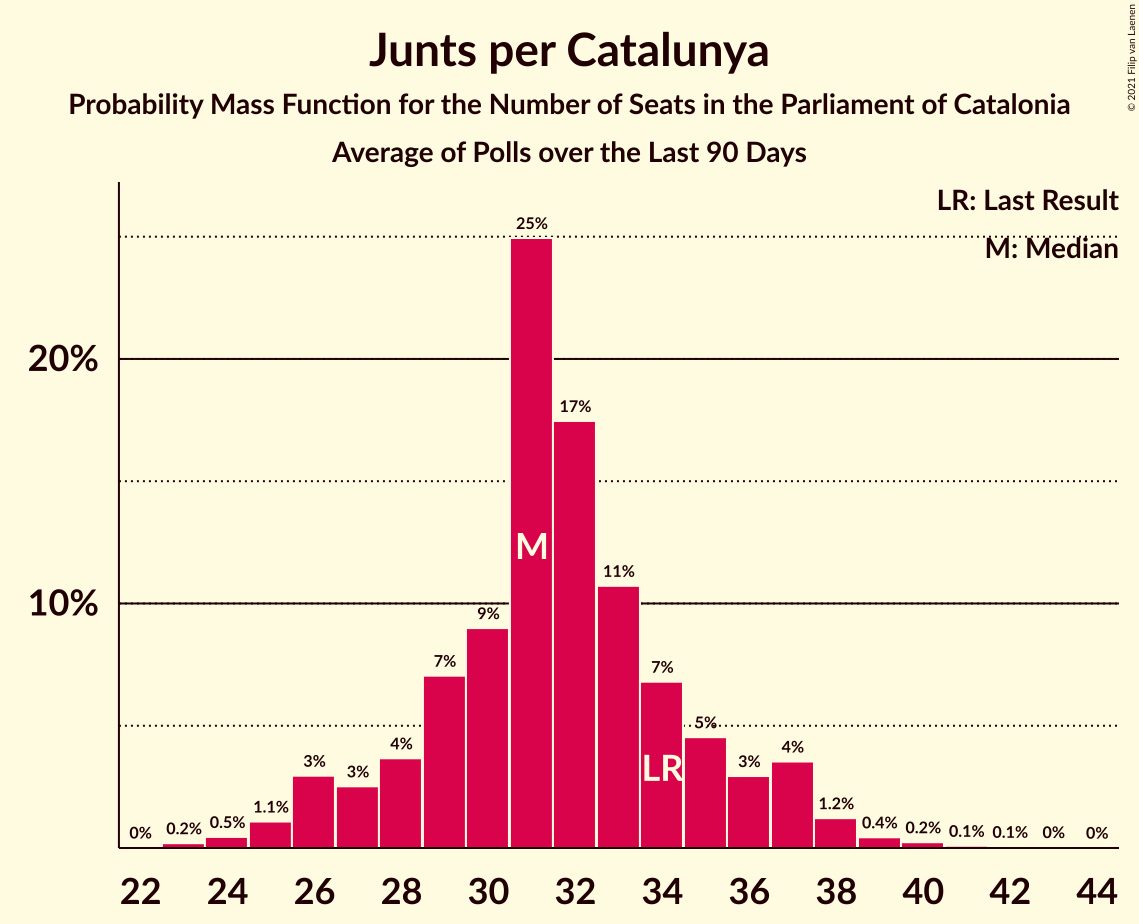 Junts per Catalunya
Probability Mass Function for the Number of Seats in the Parliament of Catalonia
Average of Polls over the Last 90 Days
© 2021 Filip van Laenen
LR: Last Result
M: Median
20%
10%
0%
0.2%
0.5%
1.1%
3%
3%
4%
7%
9%
25%
17%
11%
7%
5%
3%
4%
1.2%
0.4%
0.2%
0.1%
0.1%
0%
0%
M
LR
22 24 26 28 30 32 34 36 38 40 42 44